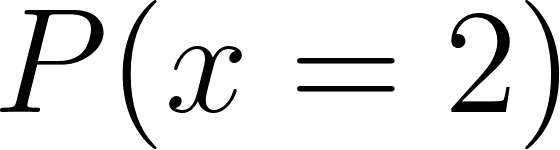 P(x = 2)